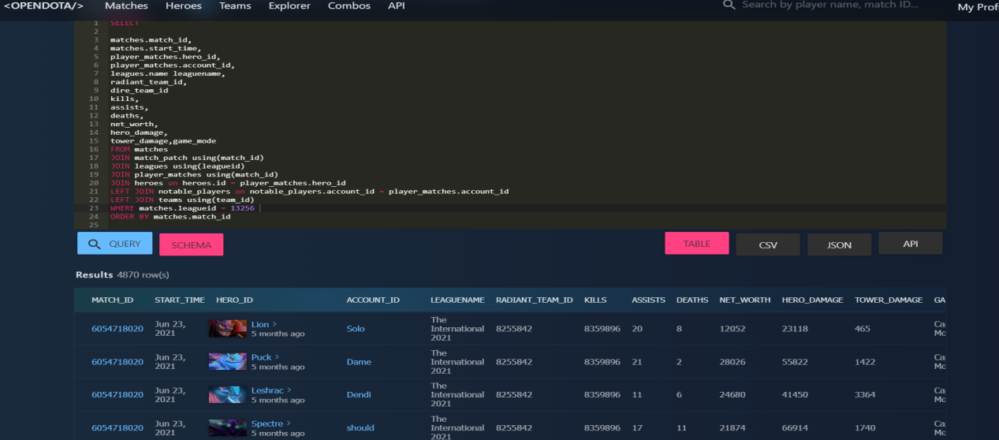 <OPENDOTA/> Matches Heroes Teams Explorer Combos API Search by player name, match ID... My Prof
1 SELECT
2
3 matches.match_id,
4 matches.start_time,
5 player_matches.hero_id,
6 player_matches.account_id,
7 leagues.name leaguename,
8 radiant_team_id,
9 dire_team_id
10 kills,
11 assists,
12 deaths,
13 net_worth,
14 hero_damage,
15 tower_damage,game_mode
16 FROM matches
17 JOIN match_patch using(match_id)
18 JOIN leagues using(leagueid)
19 JOIN player_matches using(match_id)
20 JOIN heroes on heroes.id = player_matches.hero_id
21 LEFT JOIN notable_players on notable_players.account_id = player_matches.account_id
22 LEFT JOIN teams using(team_id)
23 WHERE matches.leagueid = 13256
24 ORDER BY matches.match_id
25
QUERY SCHEMA TABLE CSV JSON API
Results 4870 row(s)
MATCH_ID START_TIME HERO_ID ACCOUNT_ID LEAGUENAME RADIANT_TEAM_ID KILLS ASSISTS DEATHS NET_WORTH HERO_DAMAGE TOWER_DAMAGE GA
6054718020 Jun 23, 2021 Lion > 5 months ago Solo The International 2021 8255842 8359896 20 8 12052 23118 465 Ca Mo
6054718020 Jun 23, 2021 Puck > 5 months ago Dame The International 2021 8255842 8359896 21 2 28026 55822 1422 Ca Mo
6054718020 Jun 23, 2021 Leshrac > 5 months ago Dendi The International 2021 8255842 8359896 11 6 24680 41450 3364 Ca Mo
6054718020 Jun 23, 2021 Spectre > 5 months ago should The International 2021 8255842 8359896 17 11 21874 66914 1740 Ca Mo